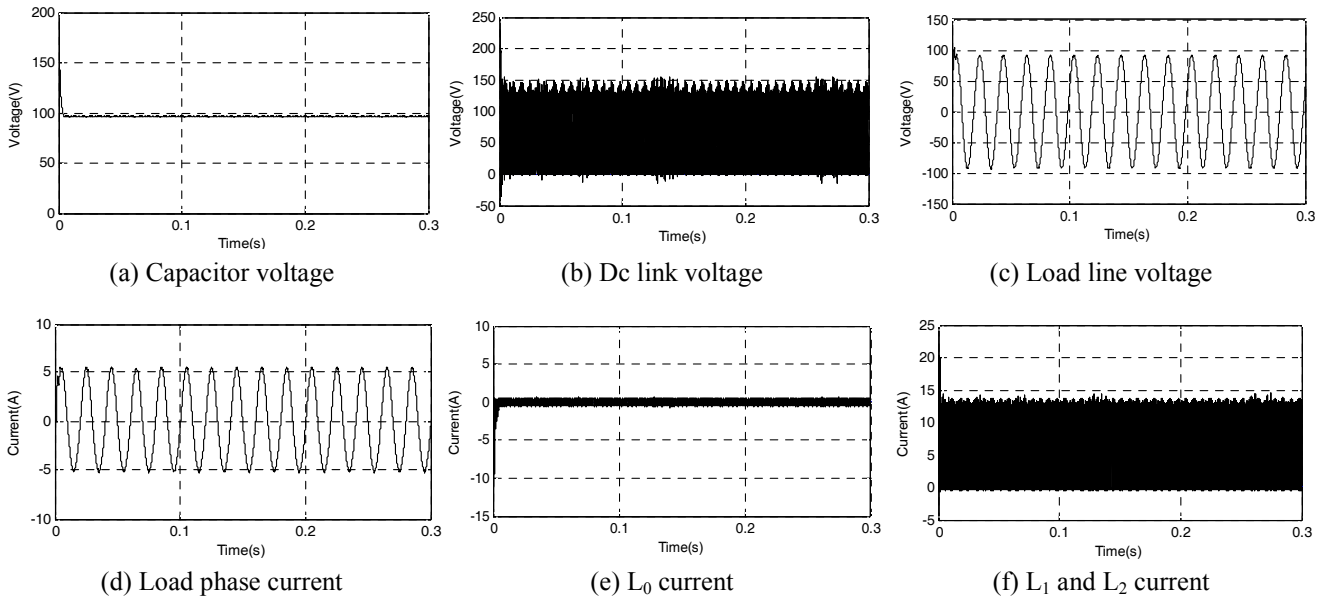 200
150
100
50
0
Voltage(V)
0 0.1 0.2 0.3
Time(s)
(a) Capacitor voltage
250
200
150
100
50
0
-50
Voltage(V)
0 0.1 0.2 0.3
Time(s)
(b) Dc link voltage
150
100
50
0
-50
-100
-150
Voltage(V)
0 0.1 0.2 0.3
Time(s)
(c) Load line voltage
10
5
0
-5
-10
Current(A)
0 0.1 0.2 0.3
Time(s)
(d) Load phase current
10
5
0
-5
-10
-15
Current(A)
0 0.1 0.2 0.3
Time(s)
(e) L0 current
25
20
15
10
5
0
-5
Current(A)
0 0.1 0.2 0.3
Time(s)
(f) L1 and L2 current